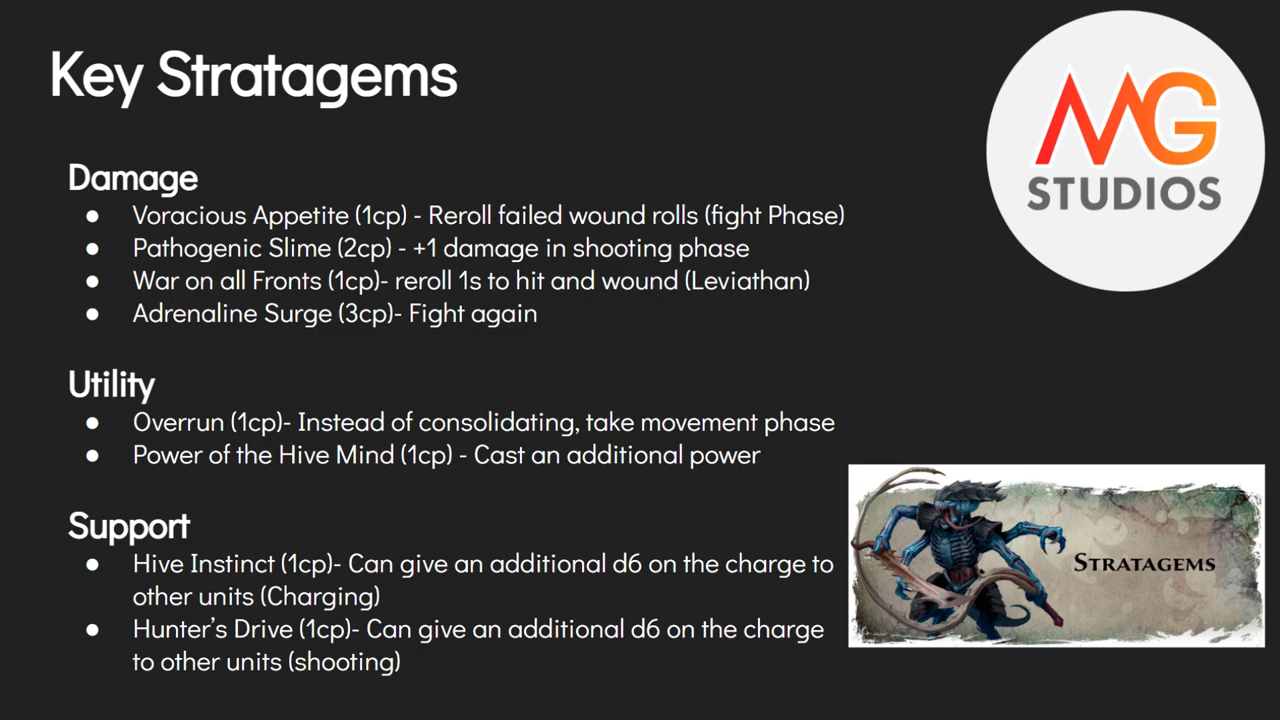 Key Stratagems
MG
STUDIOS
Damage
● Voracious Appetite (1cp) - Reroll failed wound rolls (fight Phase)
● Pathogenic Slime (2cp) - +1 damage in shooting phase
● War on all Fronts (1cp)- reroll 1s to hit and wound (Leviathan)
● Adrenaline Surge (3cp)- Fight again
Utility
● Overrun (1cp)- Instead of consolidating, take movement phase
● Power of the Hive Mind (1cp) - Cast an additional power
Support
● Hive Instinct (1cp)- Can give an additional d6 on the charge to
other units (Charging)
● Hunter's Drive (1cp)- Can give an additional d6 on the charge
to other units (shooting)
STRATAGEMS